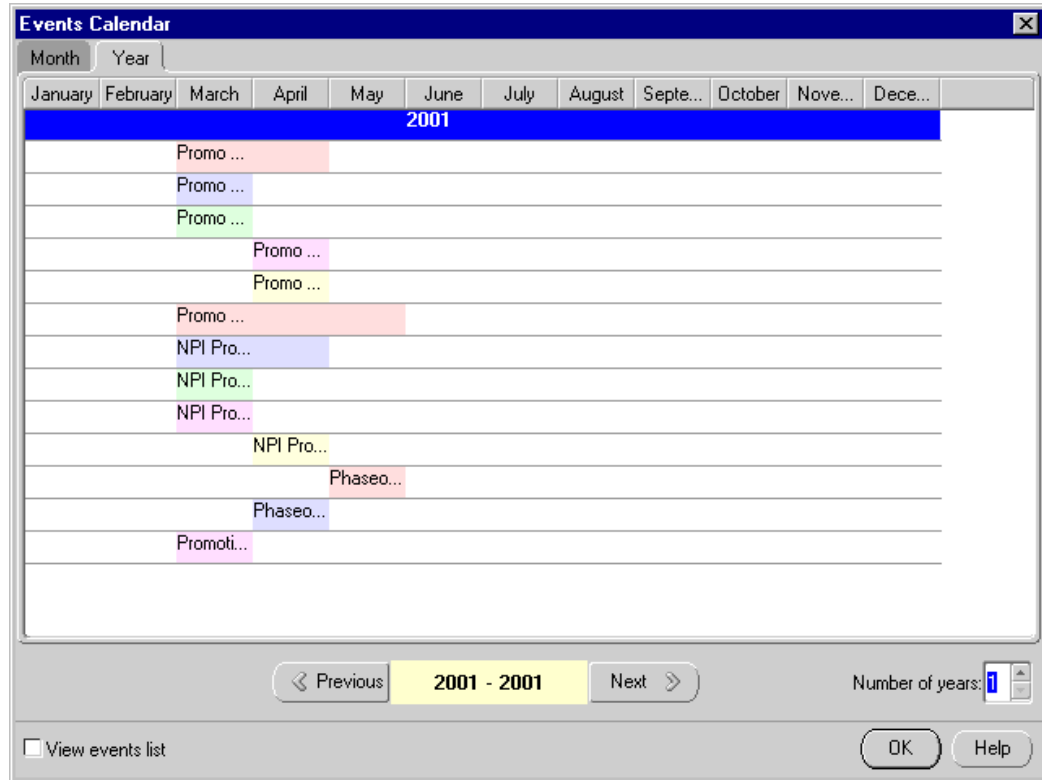 Events Calendar
Month Year
January February March April May June July August Septe... October Nove... Dece...
2001
Promo ...
Promo ...
Promo ...
Promo ...
Promo ...
Promo ...
NPI Pro...
NPI Pro...
NPI Pro...
NPI Pro...
Phaseo...
Phaseo...
Promoti...
Previous 2001 - 2001 Next Number of years: 1
View events list OK Help